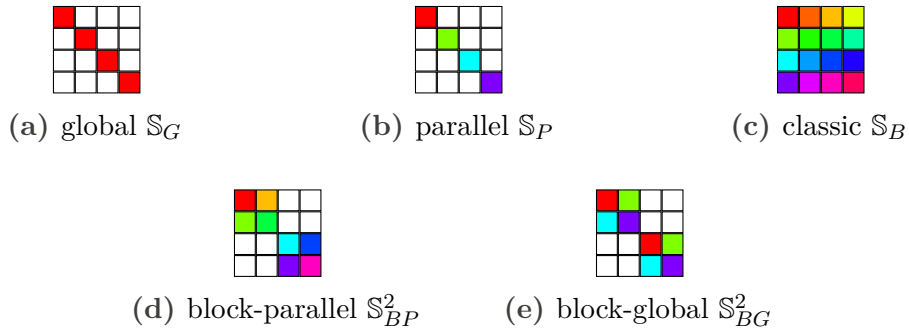 (a) global 𝕊_G (b) parallel 𝕊_P (c) classic 𝕊_B
(d) block-parallel 𝕊²_BP (e) block-global 𝕊²_BG